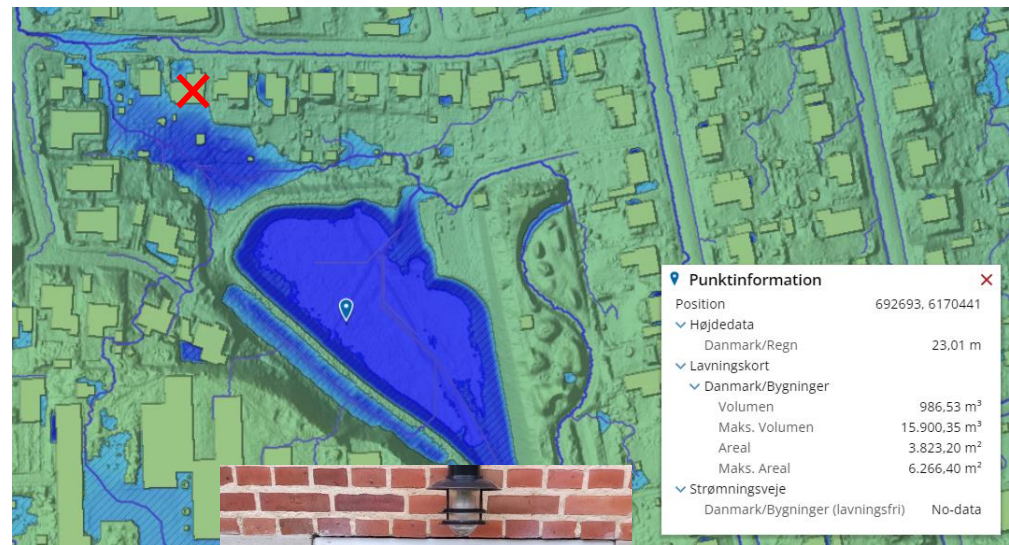 Punktinformation
Position 692693, 6170441
Højdedata
Danmark/Regn 23,01 m
Lavningskort
Danmark/Bygninger
Volumen 986,53 m³
Maks. Volumen 15.900,35 m³
Areal 3.823,20 m²
Maks. Areal 6.266,40 m²
Strømningsveje
Danmark/Bygninger (lavningsfri) No-data